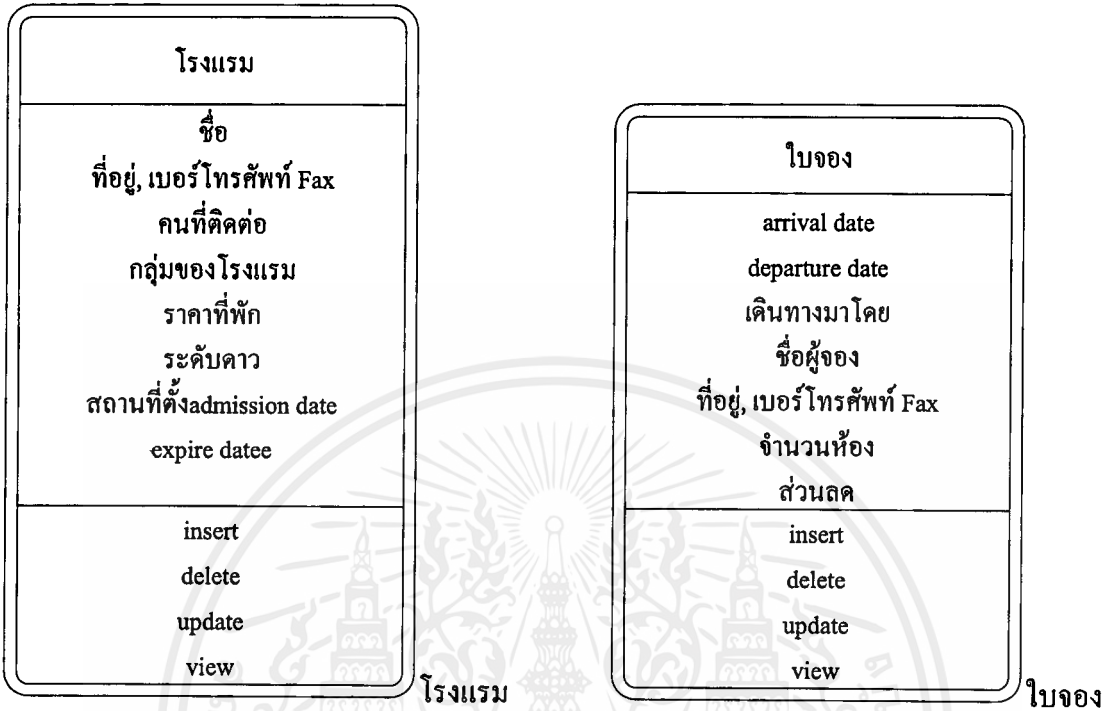 โรงแรม
ชื่อ
ที่อยู่, เบอร์โทรศัพท์ Fax
คนที่ติดต่อ
กลุ่มของโรงแรม
ราคาที่พัก
ระดับดาว
สถานที่ตั้งadmission date
expire datee
insert
delete
update
view
โรงแรม
ใบจอง
arrival date
departure date
เดินทางมาโดย
ชื่อผู้จอง
ที่อยู่, เบอร์โทรศัพท์ Fax
จำนวนห้อง
ส่วนลด
insert
delete
update
view
ใบจอง